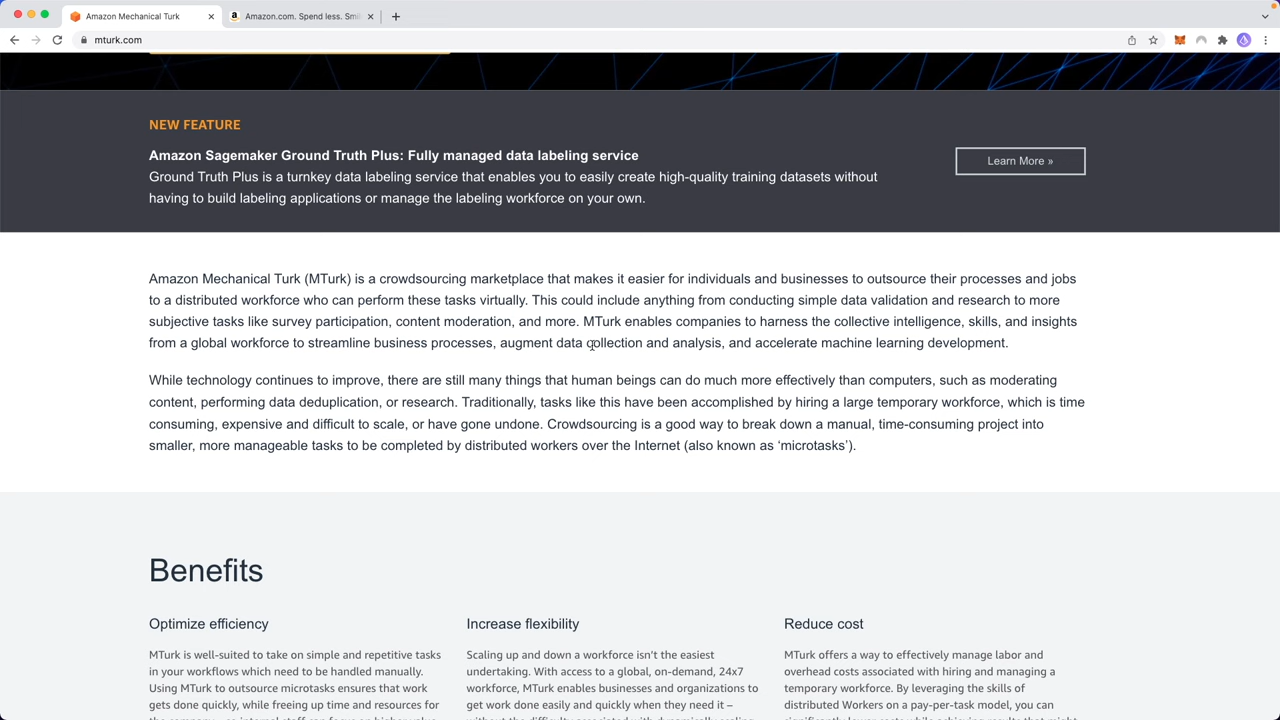 Amazon Mechanical Turk
Amazon.com. Spend less. Smi
mturk.com
NEW FEATURE
Amazon Sagemaker Ground Truth Plus: Fully managed data labeling service
Ground Truth Plus is a turnkey data labeling service that enables you to easily create high-quality training datasets without
having to build labeling applications or manage the labeling workforce on your own.
Learn More »
Amazon Mechanical Turk (MTurk) is a crowdsourcing marketplace that makes it easier for individuals and businesses to outsource their processes and jobs
to a distributed workforce who can perform these tasks virtually. This could include anything from conducting simple data validation and research to more
subjective tasks like survey participation, content moderation, and more. MTurk enables companies to harness the collective intelligence, skills, and insights
from a global workforce to streamline business processes, augment data collection and analysis, and accelerate machine learning development.
While technology continues to improve, there are still many things that human beings can do much more effectively than computers, such as moderating
content, performing data deduplication, or research. Traditionally, tasks like this have been accomplished by hiring a large temporary workforce, which is time
consuming, expensive and difficult to scale, or have gone undone. Crowdsourcing is a good way to break down a manual, time-consuming project into
smaller, more manageable tasks to be completed by distributed workers over the Internet (also known as ‘microtasks’).
Benefits
Optimize efficiency
MTurk is well-suited to take on simple and repetitive tasks
in your workflows which need to be handled manually.
Using MTurk to outsource microtasks ensures that work
gets done quickly, while freeing up time and resources for
Increase flexibility
Scaling up and down a workforce isn't the easiest
undertaking. With access to a global, on-demand, 24x7
workforce, MTurk enables businesses and organizations to
get work done easily and quickly when they need it –
Reduce cost
MTurk offers a way to effectively manage labor and
overhead costs associated with hiring and managing a
temporary workforce. By leveraging the skills of
distributed Workers on a pay-per-task model, you can